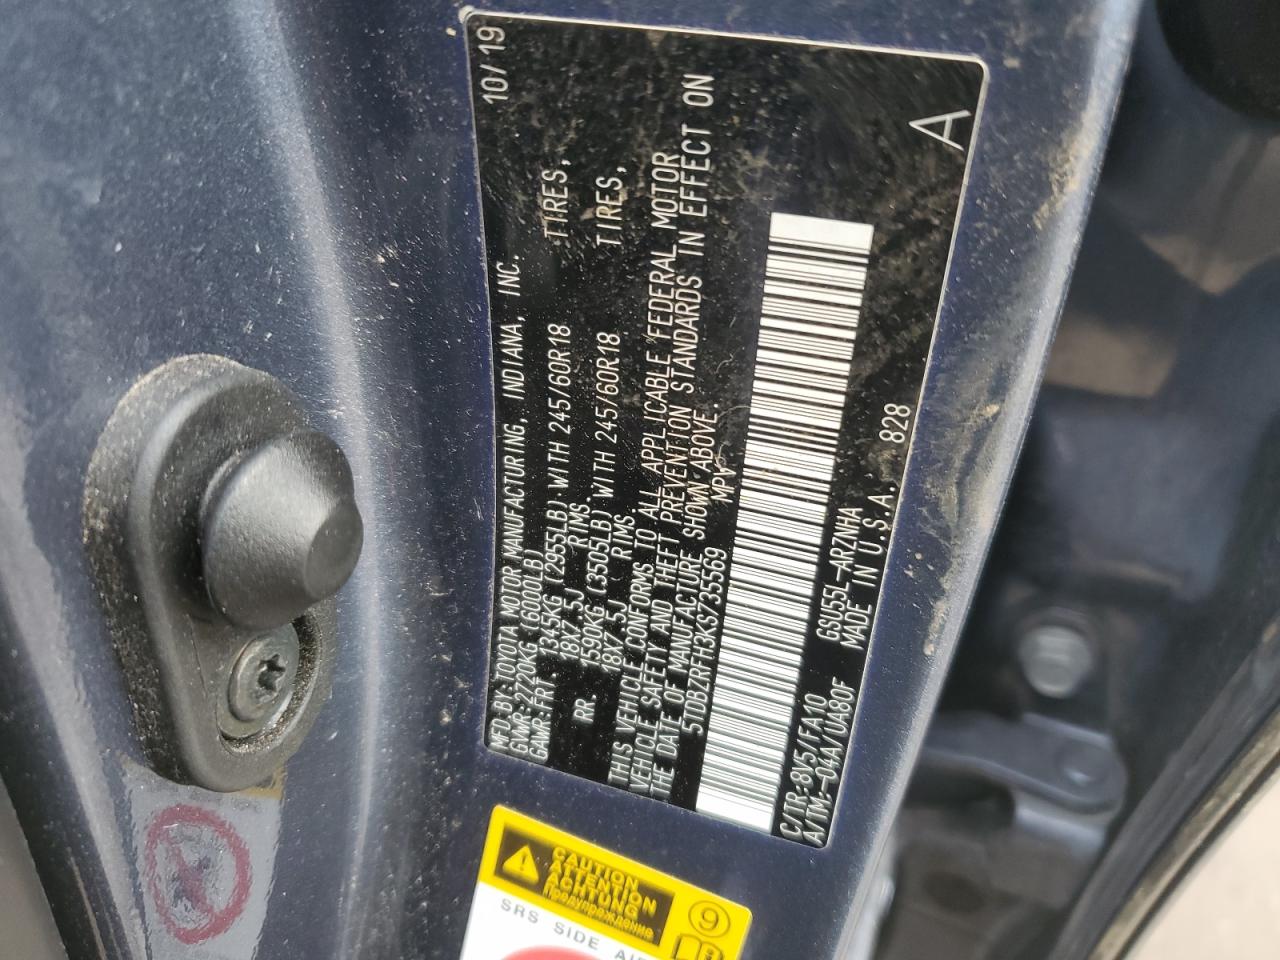 MFD. BY: TOYOTA MOTOR MANUFACTURING, INDIANA, INC. 10/19
GVWR: 2720KG (6000LB)
GAWR: FRT 1345KG (2955LB) WITH 245/60R18 TIRES,
18X7.5J RIMS.
RR 1590KG (3505LB) WITH 245/60R18 TIRES,
18X7.5J RIMS.
THIS VEHICLE CONFORMS TO ALL APPLICABLE FEDERAL MOTOR
VEHICLE SAFETY AND THEFT PREVENTION STANDARDS IN EFFECT ON
THE DATE OF MANUFACTURE SHOWN ABOVE.
5TDBZRFH3KS735569 MPV
C/TR: 8V5/FA10 GSU55L-ARZNHA
A/TM: -04A/UA80F MADE IN U.S.A. 828
A
CAUTION
ATTENTION
ACHTUNG
Предупреждение
9
SRS SIDE